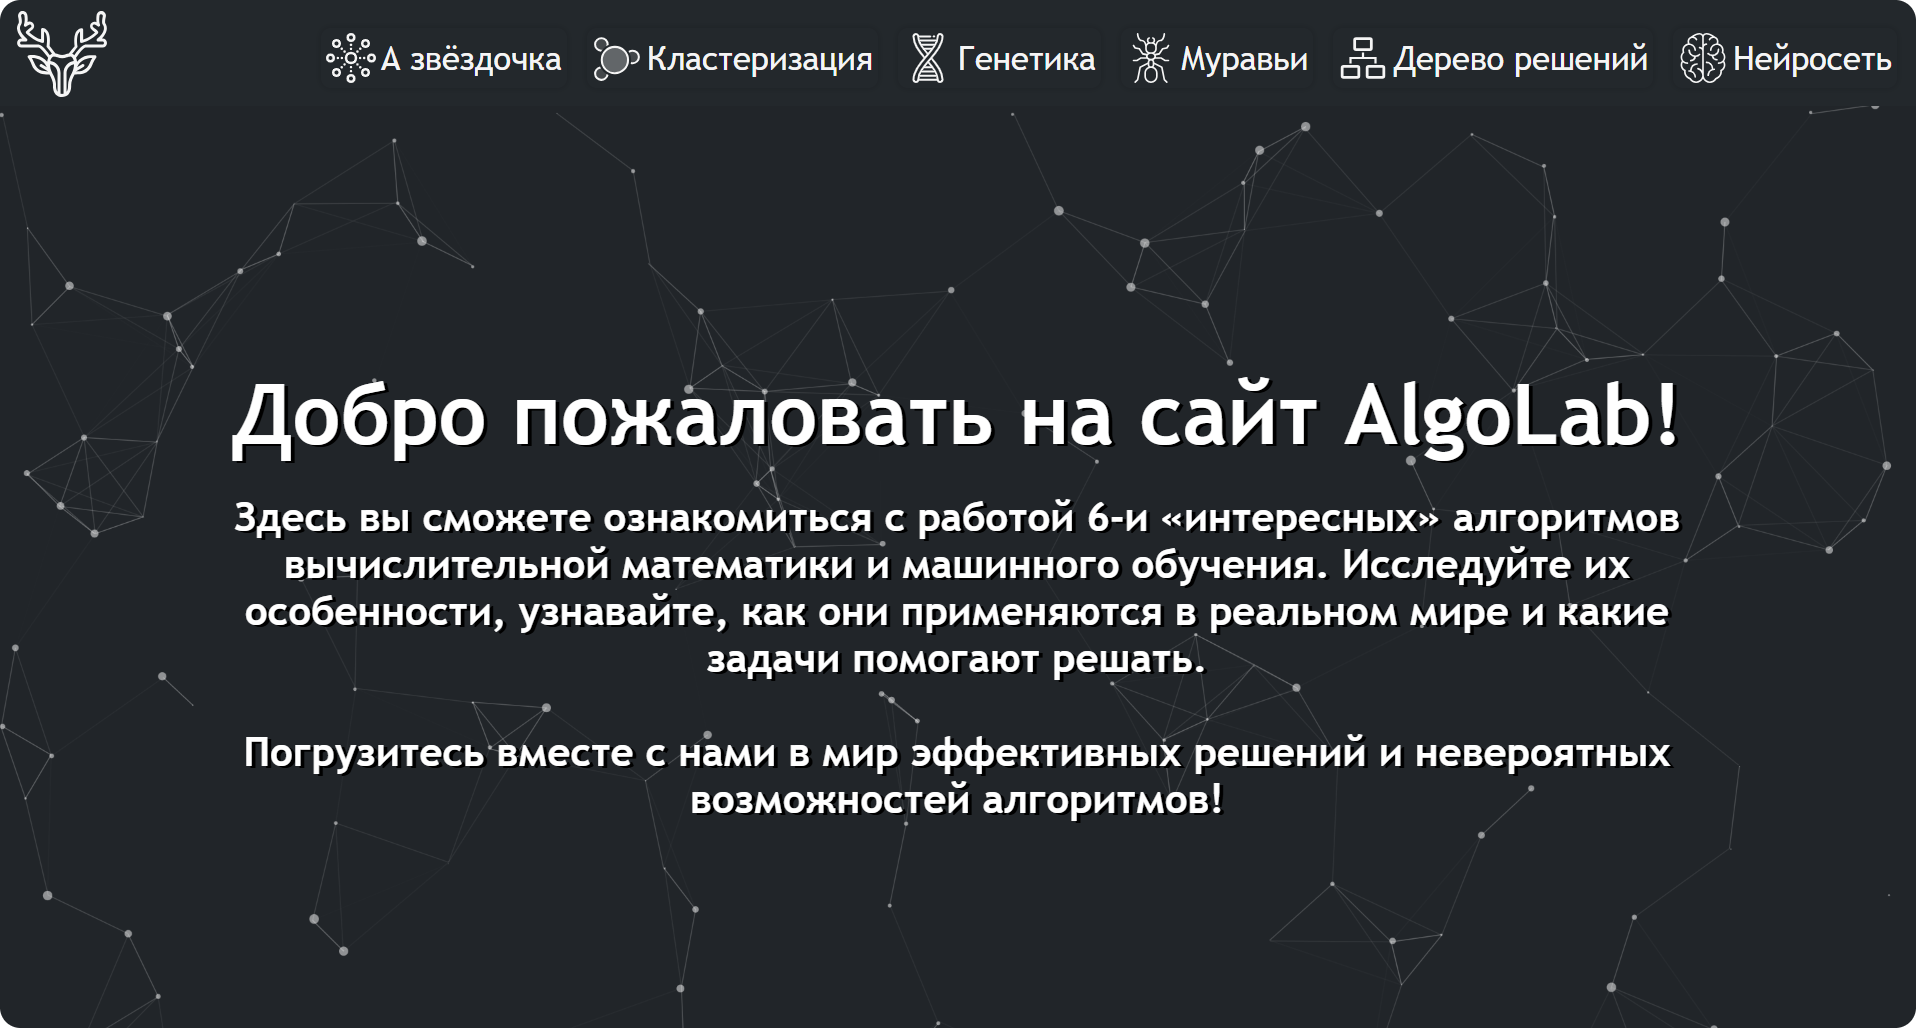 А звёздочка Кластеризация Генетика Муравьи Дерево решений Нейросеть
Добро пожаловать на сайт AlgoLab!
Здесь вы сможете ознакомиться с работой 6-и «интересных» алгоритмов
вычислительной математики и машинного обучения. Исследуйте их
особенности, узнавайте, как они применяются в реальном мире и какие
задачи помогают решать.
Погрузитесь вместе с нами в мир эффективных решений и невероятных
возможностей алгоритмов!